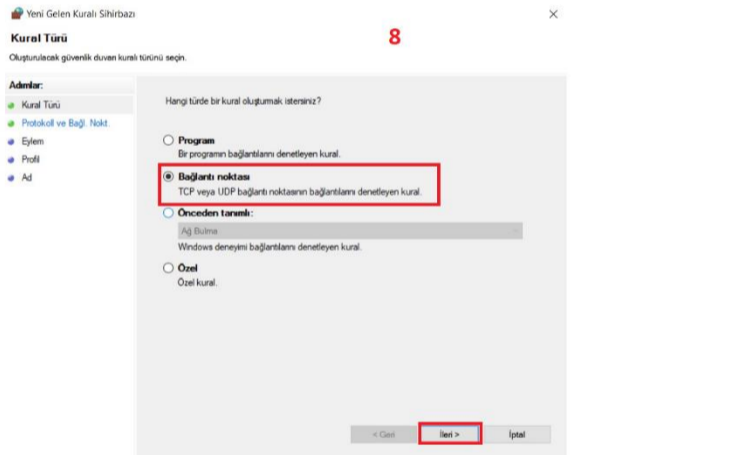 Yeni Gelen Kuralı Sihirbazı
Kural Türü
8
Oluşturulacak güvenlik duvarı kuralı türünü seçin.
Adımlar:
Kural Türü
Protokoll ve Bağl. Nokt.
Eylem
Profil
Ad
Hangi türde bir kural oluşturmak istersiniz?
Program
Bir programın bağlantılarını denetleyen kural.
Bağlantı noktası
TCP veya UDP bağlantı noktasının bağlantılarını denetleyen kural.
Önceden tanımlı:
Ağ Bulma
Windows deneyimi bağlantılarını denetleyen kural.
Özel
Özel kural.
< Geri
İleri >
İptal